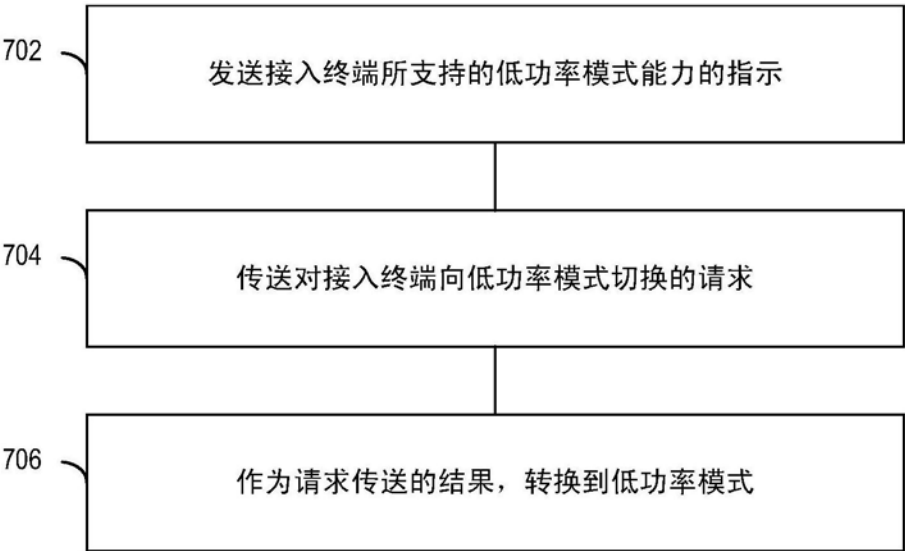 702
发送接入终端所支持的低功率模式能力的指示
704
传送对接入终端向低功率模式切换的请求
706
作为请求传送的结果，转换到低功率模式